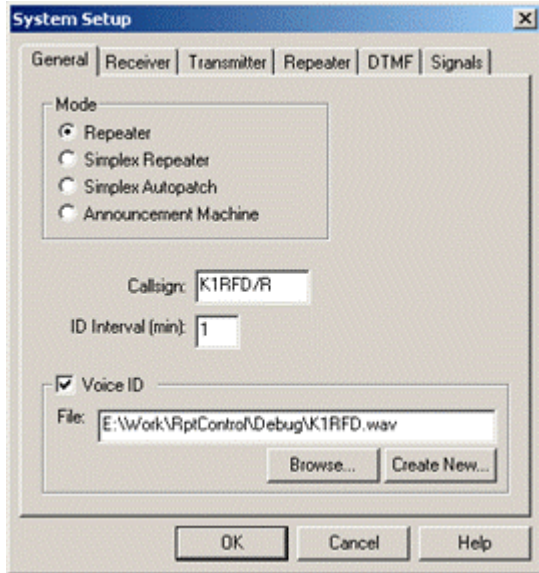 System Setup
General Receiver Transmitter Repeater DTMF Signals
Mode
Repeater
Simplex Repeater
Simplex Autopatch
Announcement Machine
Callsign: K1RFD/R
ID Interval (min): 1
Voice ID
File: E:\Work\RptControl\Debug\K1RFD.wav
Browse... Create New...
OK Cancel Help